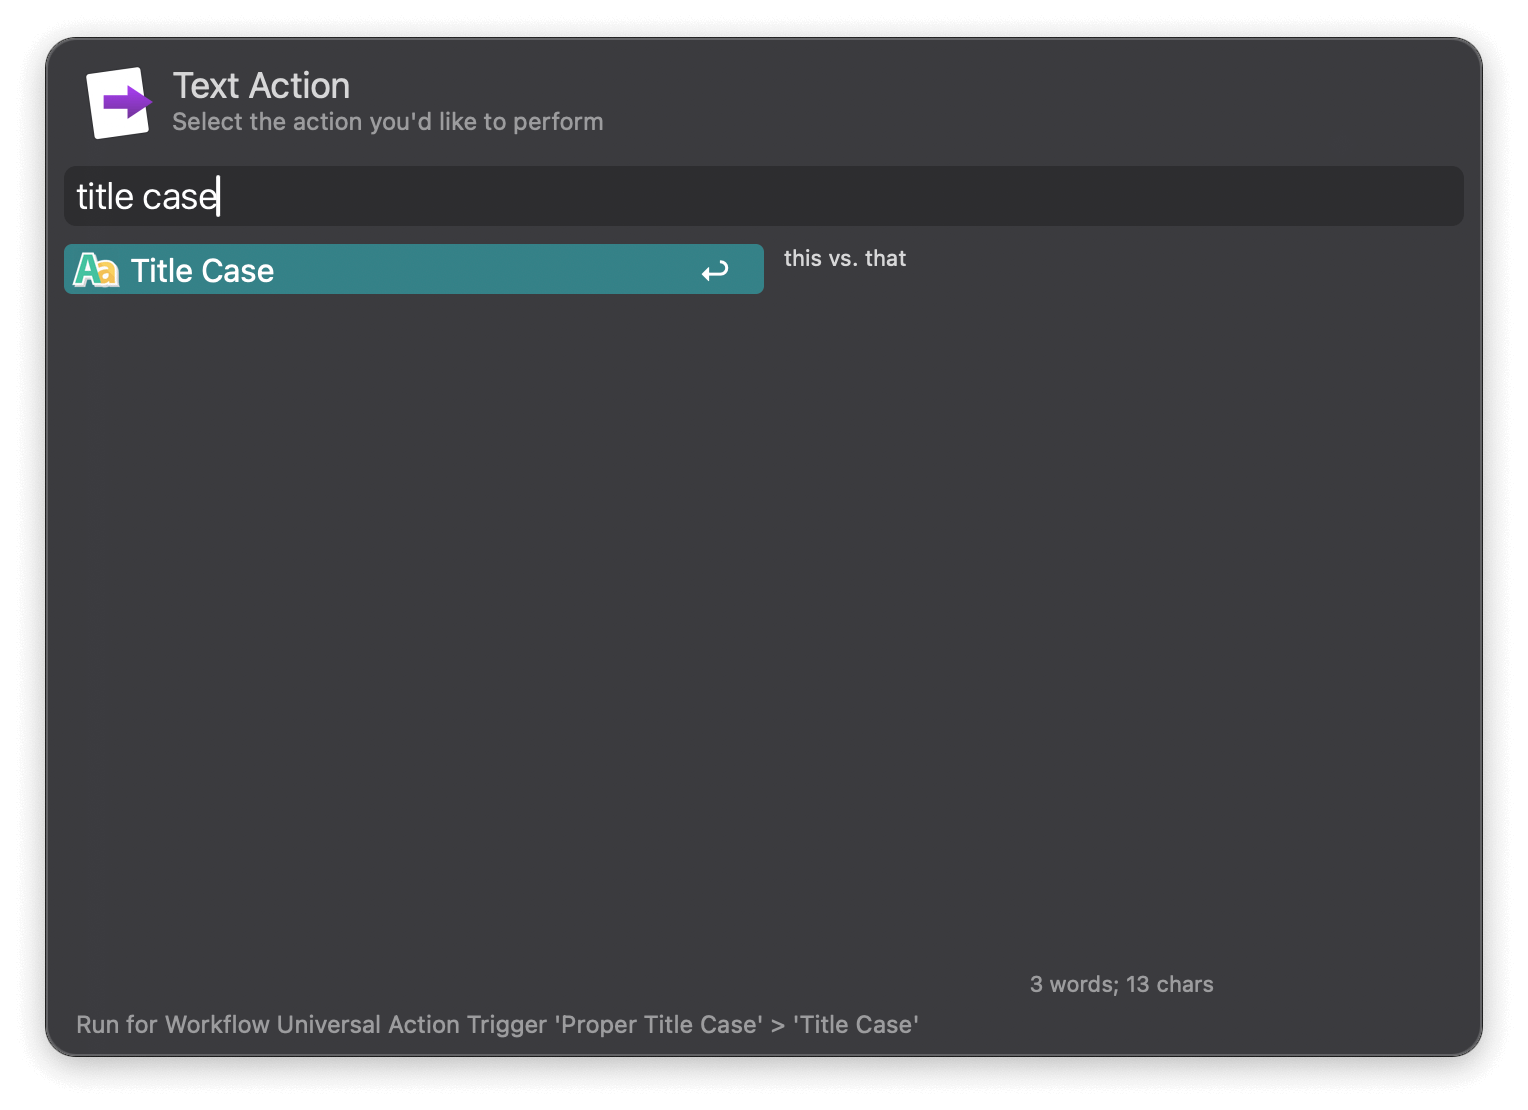 Text Action
Select the action you'd like to perform
title case
Aa Title Case
this vs. that
3 words; 13 chars
Run for Workflow Universal Action Trigger 'Proper Title Case' > 'Title Case'